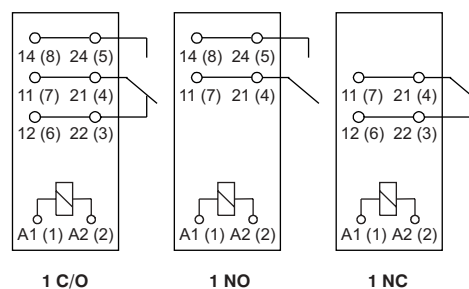 14 (8) 24 (5)
11 (7) 21 (4)
12 (6) 22 (3)
A1 (1) A2 (2)
1 C/O
14 (8) 24 (5)
11 (7) 21 (4)
A1 (1) A2 (2)
1 NO
11 (7) 21 (4)
12 (6) 22 (3)
A1 (1) A2 (2)
1 NC